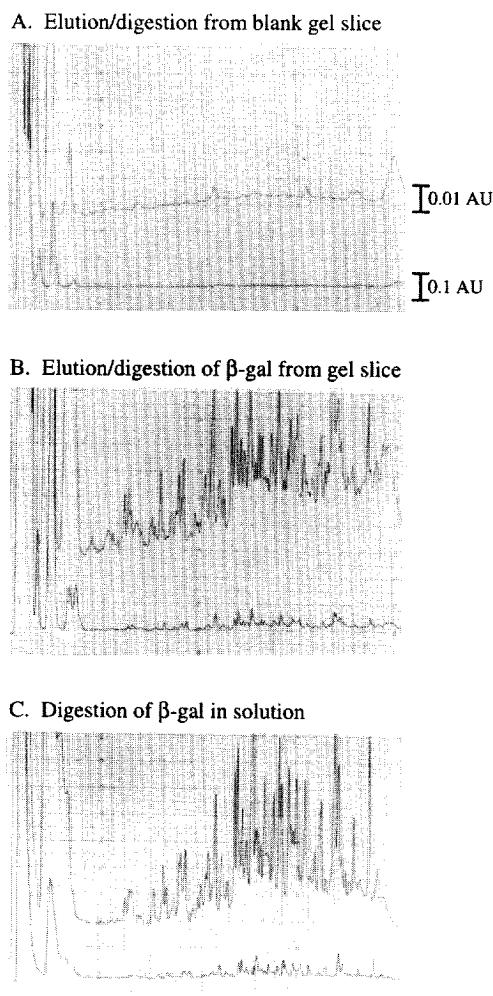 A. Elution/digestion from blank gel slice
0.01 AU
0.1 AU
B. Elution/digestion of β-gal from gel slice
C. Digestion of β-gal in solution